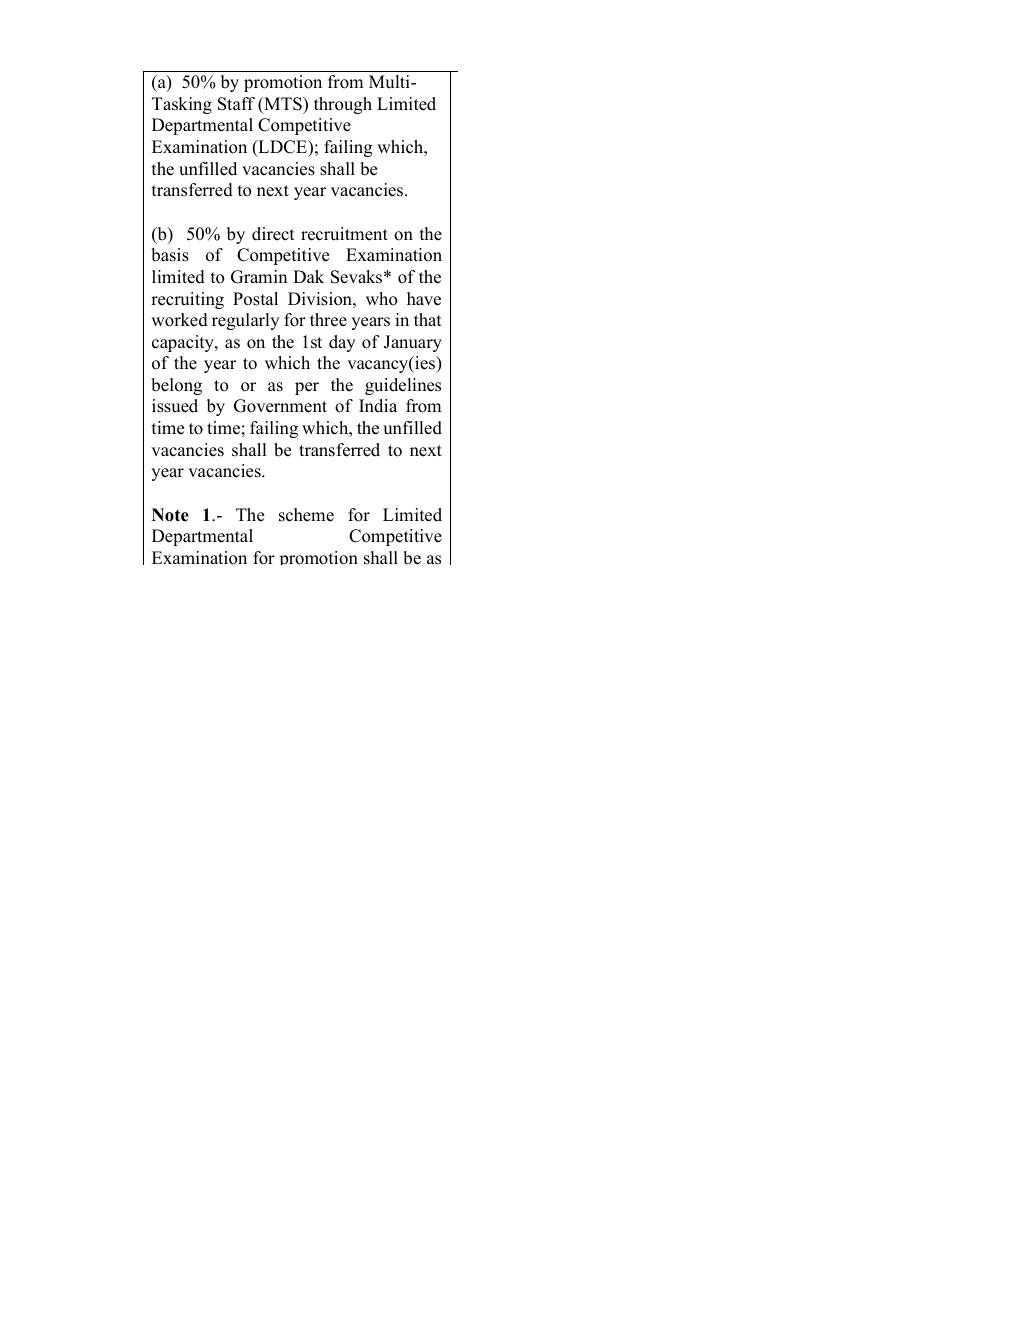 (a) 50% by promotion from Multi-
Tasking Staff (MTS) through Limited
Departmental Competitive
Examination (LDCE); failing which,
the unfilled vacancies shall be
transferred to next year vacancies.
(b) 50% by direct recruitment on the
basis of Competitive Examination
limited to Gramin Dak Sevaks* of the
recruiting Postal Division, who have
worked regularly for three years in that
capacity, as on the 1st day of January
of the year to which the vacancy(ies)
belong to or as per the guidelines
issued by Government of India from
time to time; failing which, the unfilled
vacancies shall be transferred to next
year vacancies.
Note 1.- The scheme for Limited
Departmental Competitive
Examination for promotion shall be as